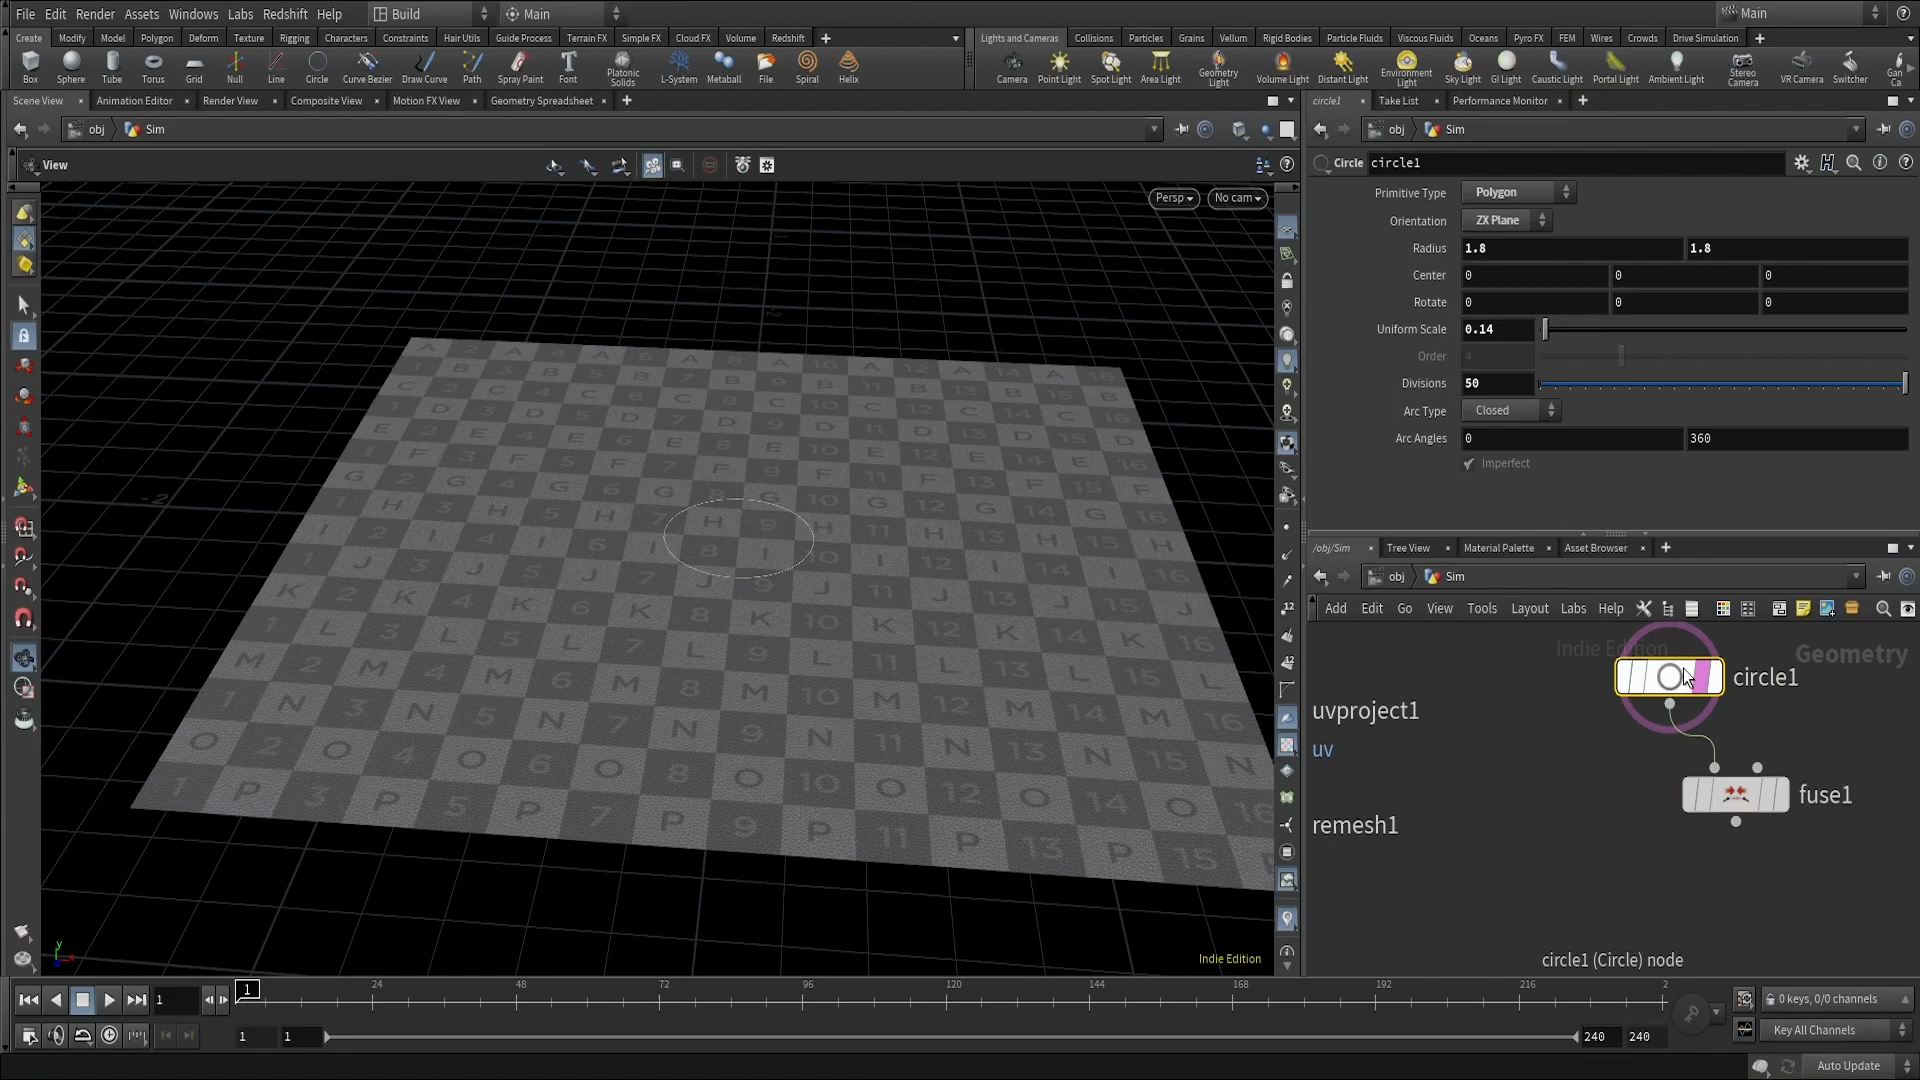 File Edit Render Assets Windows Labs Redshift Help Build Main Main
Create Modify Model Polygon Deform Texture Rigging Characters Constraints Hair Utils Guide Process Terrain FX Simple FX Cloud FX Volume Redshift
Lights and Cameras Collisions Particles Grains Vellum Rigid Bodies Particle Fluids Viscous Fluids Oceans Pyro FX FEM Wires Crowds Drive Simulation
Box Sphere Tube Torus Grid Null Line Circle Curve Bezier Draw Curve Path Spray Paint Font Platonic Solids L-System Metaball File Spiral Helix
Camera Point Light Spot Light Area Light Geometry Light Volume Light Distant Light Environment Light Sky Light GI Light Caustic Light Portal Light Ambient Light Stereo Camera VR Camera Switcher Gan Ca
Scene View Animation Editor Render View Composite View Motion FX View Geometry Spreadsheet
circle1 Take List Performance Monitor
obj Sim
obj Sim
View
Persp No cam
Circle circle1
Primitive Type Polygon
Orientation ZX Plane
Radius 1.8 1.8
Center 0 0 0
Rotate 0 0 0
Uniform Scale 0.14
Order 4
Divisions 50
Arc Type Closed
Arc Angles 0 360
Imperfect
/obj/Sim Tree View Material Palette Asset Browser
obj Sim
Add Edit Go View Tools Layout Labs Help
Indie Edition Geometry
circle1
uvproject1
uv
fuse1
remesh1
circle1 (Circle) node
Indie Edition
1 1 24 48 72 96 120 144 168 192 216 2
0 keys, 0/0 channels
1 1 240 240
Key All Channels
Auto Update